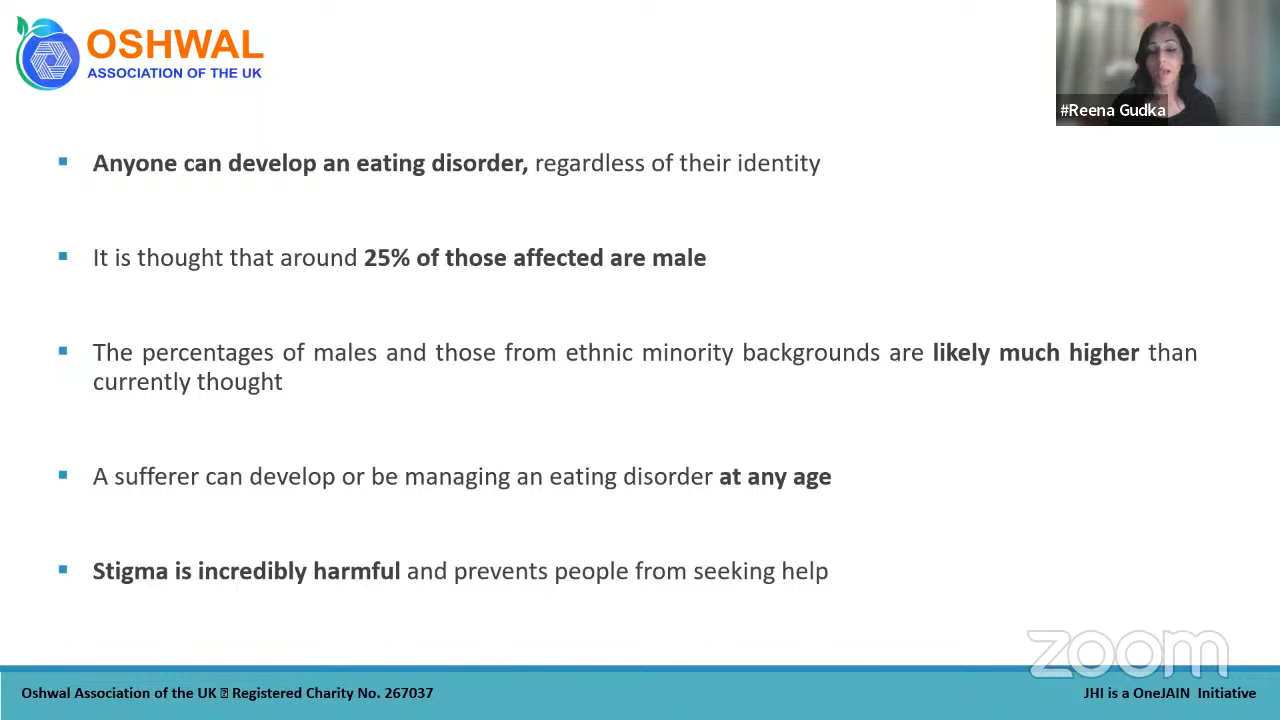 OSHWAL
ASSOCIATION OF THE UK
#Reena Gudka
▪ Anyone can develop an eating disorder, regardless of their identity
▪ It is thought that around 25% of those affected are male
▪ The percentages of males and those from ethnic minority backgrounds are likely much higher than
currently thought
▪ A sufferer can develop or be managing an eating disorder at any age
▪ Stigma is incredibly harmful and prevents people from seeking help
zoom
Oshwal Association of the UK ⍰ Registered Charity No. 267037
JHI is a OneJAIN Initiative